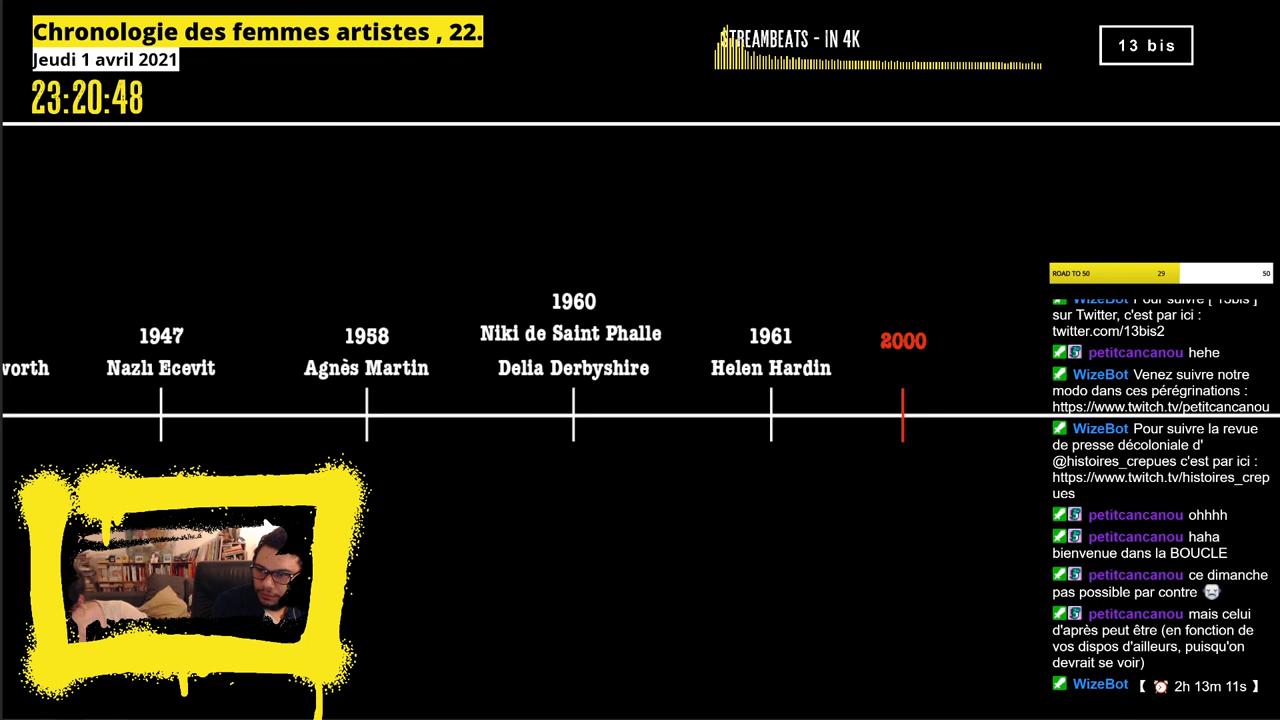 Chronologie des femmes artistes , 22.
Jeudi 1 avril 2021
23:20:48
STREAMBEATS - IN 4K
13 bis
1947
Nazlı Ecevit
1958
Agnès Martin
1960
Niki de Saint Phalle
Delia Derbyshire
1961
Helen Hardin
2000
worth
ROAD TO 50
29
50
WizeBot Pour suivre [ 13bis ]
sur Twitter, c'est par ici :
twitter.com/13bis2
petitcancanou hehe
WizeBot Venez suivre notre
modo dans ces pérégrinations :
https://www.twitch.tv/petitcancanou
WizeBot Pour suivre la revue
de presse décoloniale d'
@histoires_crepues c'est par ici :
https://www.twitch.tv/histoires_crep
ues
petitcancanou ohhhh
petitcancanou haha
bienvenue dans la BOUCLE
petitcancanou ce dimanche
pas possible par contre
petitcancanou mais celui
d'après peut être (en fonction de
vos dispos d'ailleurs, puisqu'on
devrait se voir)
WizeBot 【 ⏰ 2h 13m 11s 】